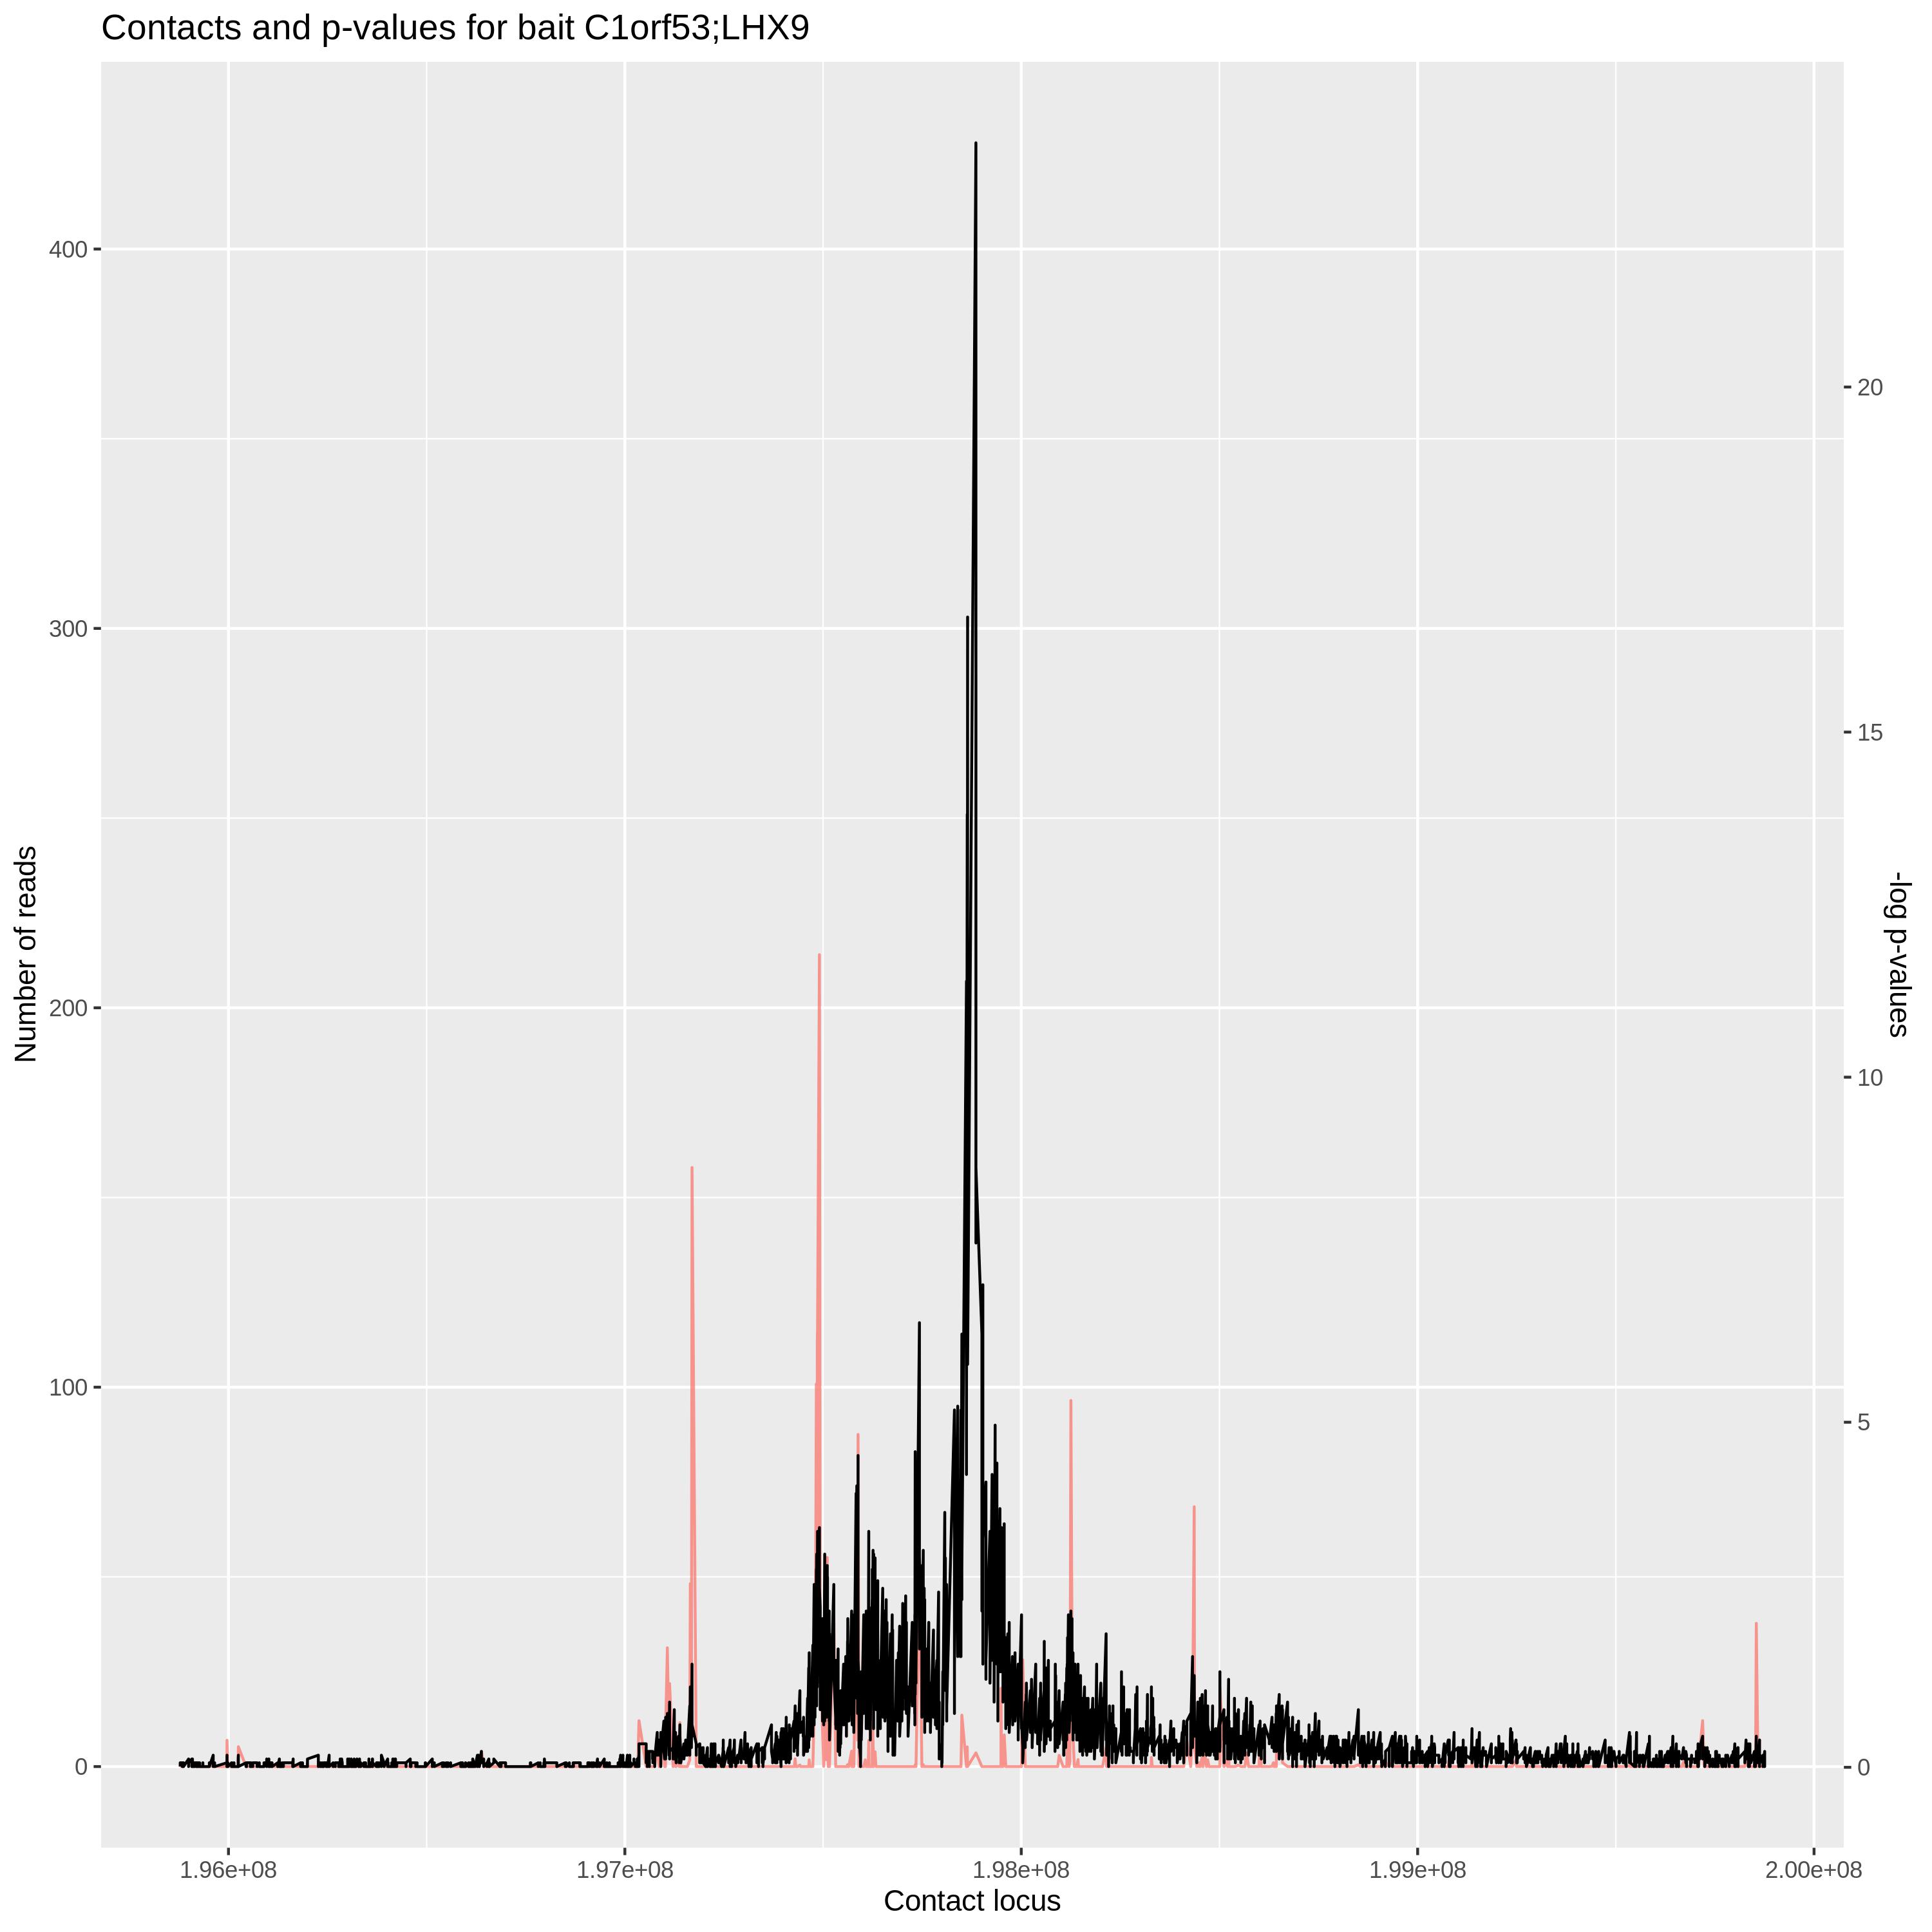 Contacts and p-values for bait C1orf53;LHX9
400
300
200
100
0
Number of reads
20
15
10
5
0
-log p-values
1.96e+08 1.97e+08 1.98e+08 1.99e+08 2.00e+08
Contact locus